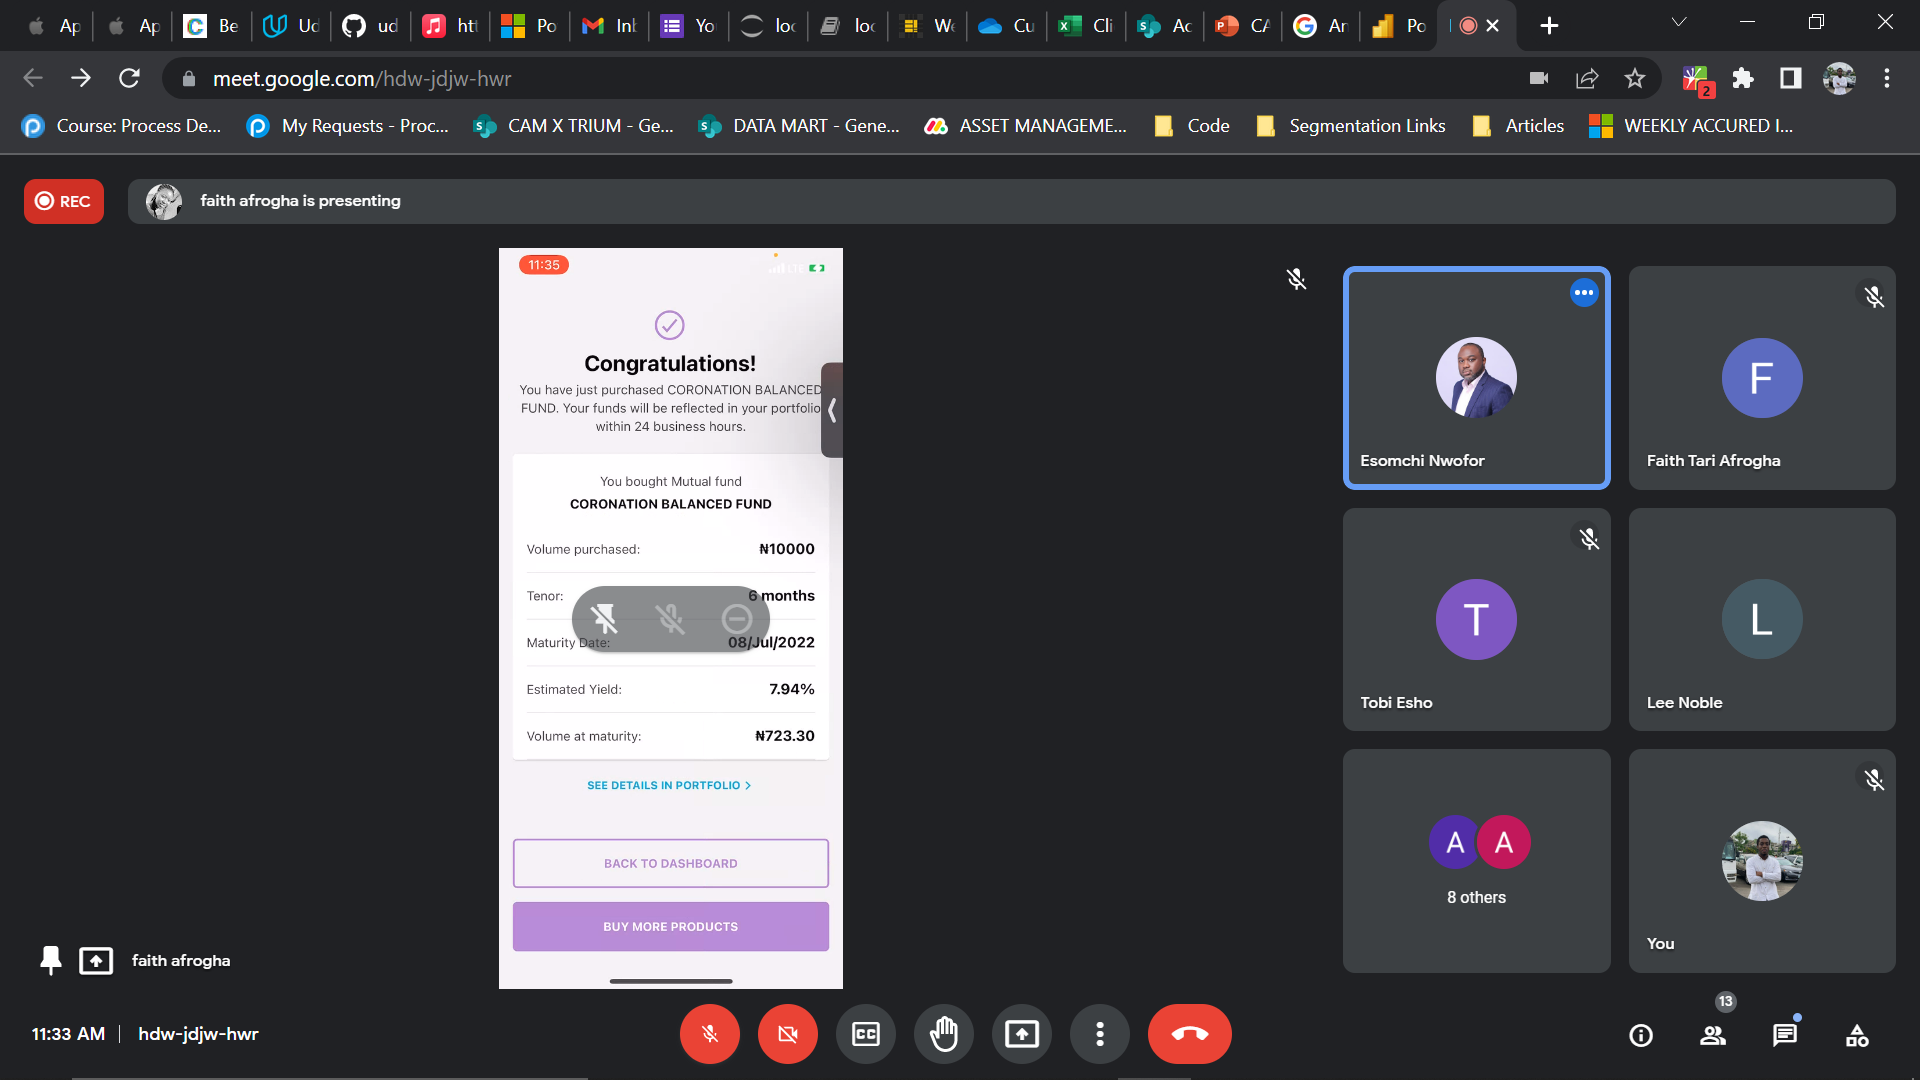 Ap
Ap
Be
Ud
ud
htt
Po
Inb
Yo
loc
loc
We
Cu
Cli
Ac
CA
An
Po
meet.google.com/hdw-jdjw-hwr
2
Course: Process De...
My Requests - Proc...
CAM X TRIUM - Ge...
DATA MART - Gene...
ASSET MANAGEME...
Code
Segmentation Links
Articles
WEEKLY ACCURED I...
REC
faith afrogha is presenting
11:35
Congratulations!
You have just purchased CORONATION BALANCED
FUND. Your funds will be reflected in your portfolio
within 24 business hours.
You bought Mutual fund
CORONATION BALANCED FUND
Volume purchased: ₦10000
Tenor: 6 months
Maturity Date: 08/Jul/2022
Estimated Yield: 7.94%
Volume at maturity: ₦723.30
SEE DETAILS IN PORTFOLIO >
BACK TO DASHBOARD
BUY MORE PRODUCTS
Esomchi Nwofor
F
Faith Tari Afrogha
T
Tobi Esho
L
Lee Noble
A A
8 others
You
faith afrogha
11:33 AM | hdw-jdjw-hwr
CC
13